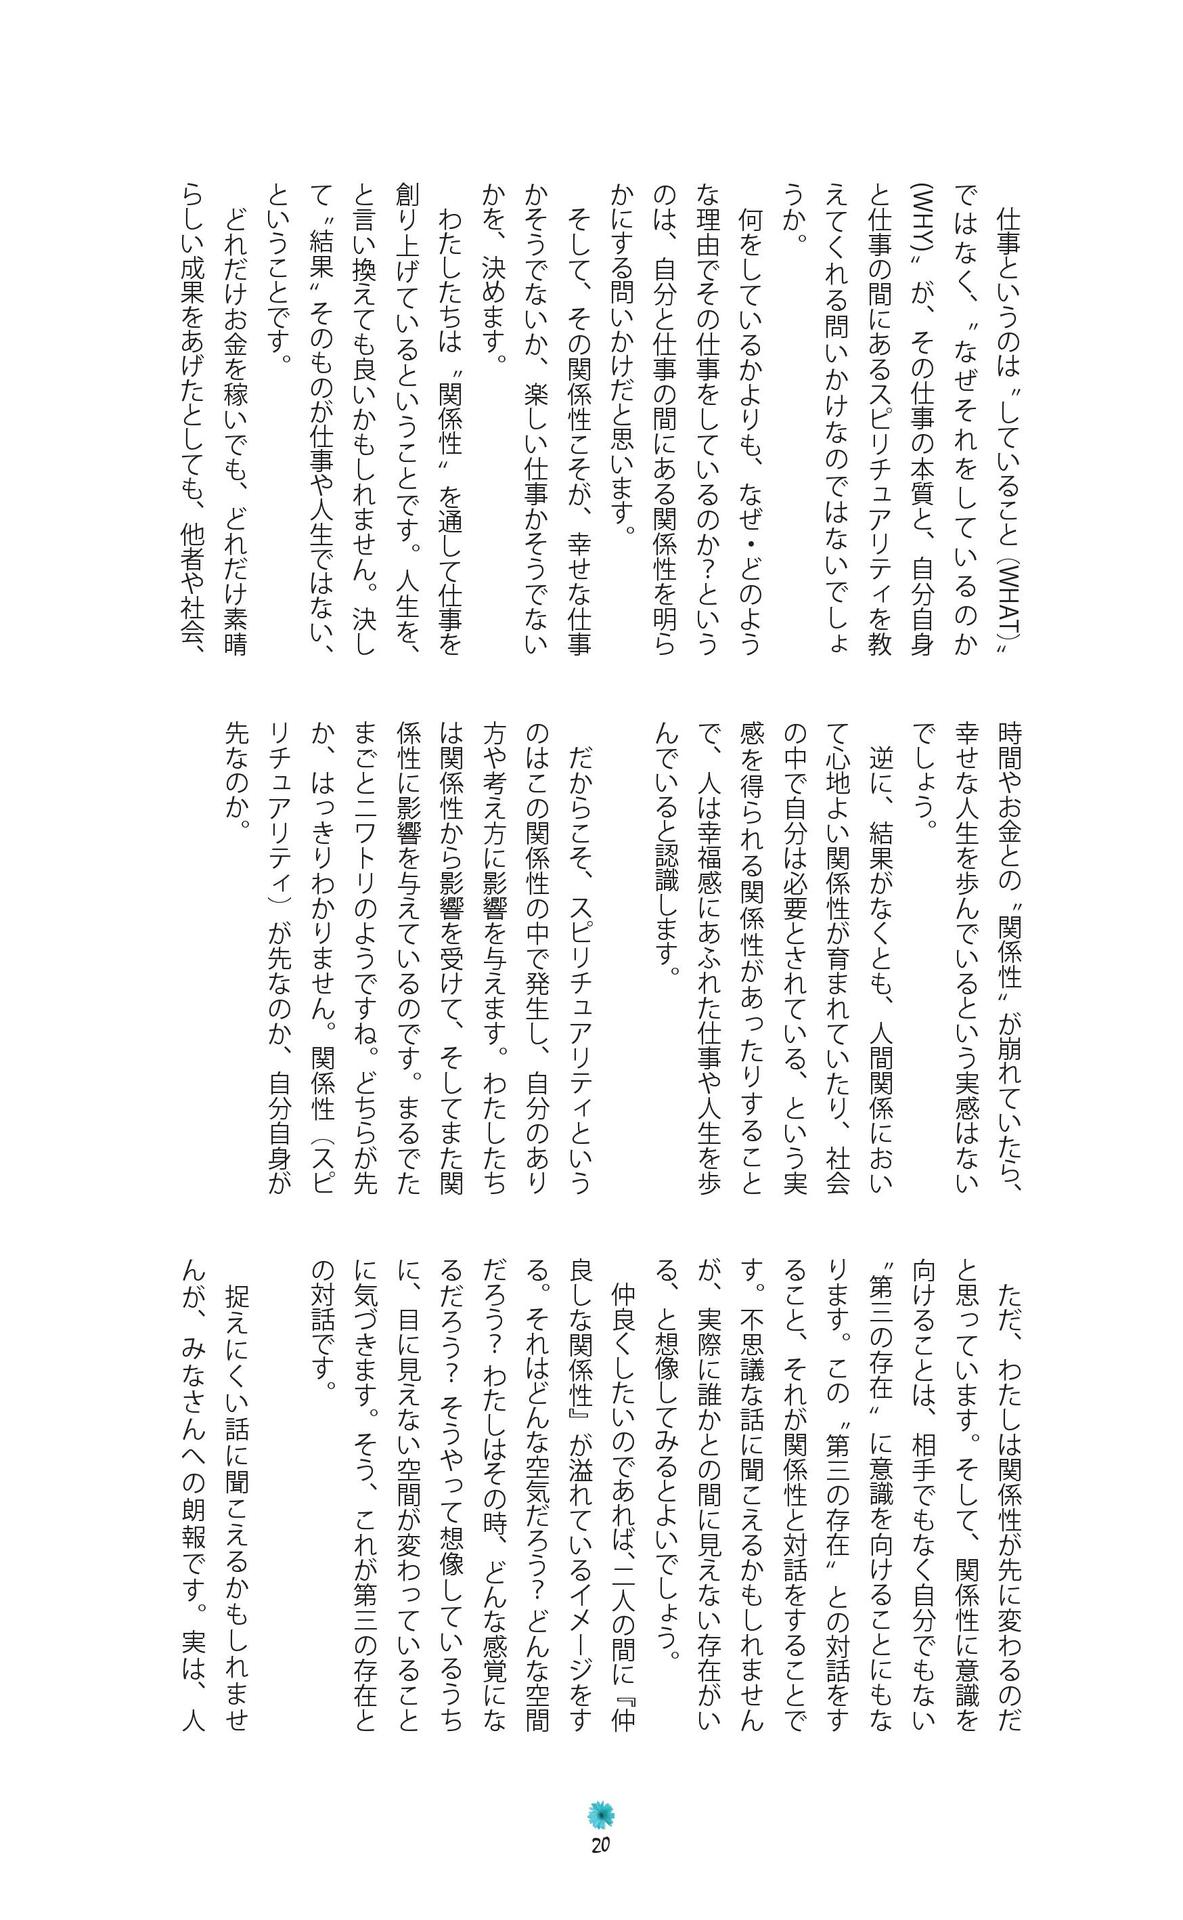 仕事というのは〝していること（WHAT）〟
ではなく、〝なぜそれをしているのか
(WHY)〟が、その仕事の本質と、自分自身
と仕事の間にあるスピリチュアリティを教
えてくれる問いかけなのではないでしょ
うか。
何をしているかよりも、なぜ・どのよう
な理由でその仕事をしているのか？という
のは、自分と仕事の間にある関係性を明ら
かにする問いかけだと思います。
そして、その関係性こそが、幸せな仕事
かそうでないか、楽しい仕事かそうでない
かを、決めます。
わたしたちは〝関係性〟を通して仕事を
創り上げているということです。人生を、
と言い換えても良いかもしれません。決し
て〝結果〟そのものが仕事や人生ではない、
ということです。
どれだけお金を稼いでも、どれだけ素晴
らしい成果をあげたとしても、他者や社会、
時間やお金との〝関係性〟が崩れていたら、
幸せな人生を歩んでいるという実感はない
でしょう。
逆に、結果がなくとも、人間関係におい
て心地よい関係性が育まれていたり、社会
の中で自分は必要とされている、という実
感を得られる関係性があったりすること
で、人は幸福感にあふれた仕事や人生を歩
んでいると認識します。
だからこそ、スピリチュアリティという
のはこの関係性の中で発生し、自分のあり
方や考え方に影響を与えます。わたしたち
は関係性から影響を受けて、そしてまた関
係性に影響を与えているのです。まるでた
まごとニワトリのようですね。どちらが先
か、はっきりわかりません。関係性（スピ
リチュアリティ）が先なのか、自分自身が
先なのか。
ただ、わたしは関係性が先に変わるのだ
と思っています。そして、関係性に意識を
向けることは、相手でもなく自分でもない
〝第三の存在〟に意識を向けることにもな
ります。この〝第三の存在〟との対話をす
ること、それが関係性と対話をすることで
す。不思議な話に聞こえるかもしれません
が、実際に誰かとの間に見えない存在がい
る、と想像してみるとよいでしょう。
仲良くしたいのであれば、二人の間に『仲
良しな関係性』が溢れているイメージをす
る。それはどんな空気だろう？どんな空間
だろう？わたしはその時、どんな感覚にな
るだろう？そうやって想像しているうち
に、目に見えない空間が変わっていること
に気づきます。そう、これが第三の存在と
の対話です。
捉えにくい話に聞こえるかもしれませ
んが、みなさんへの朗報です。実は、人
20